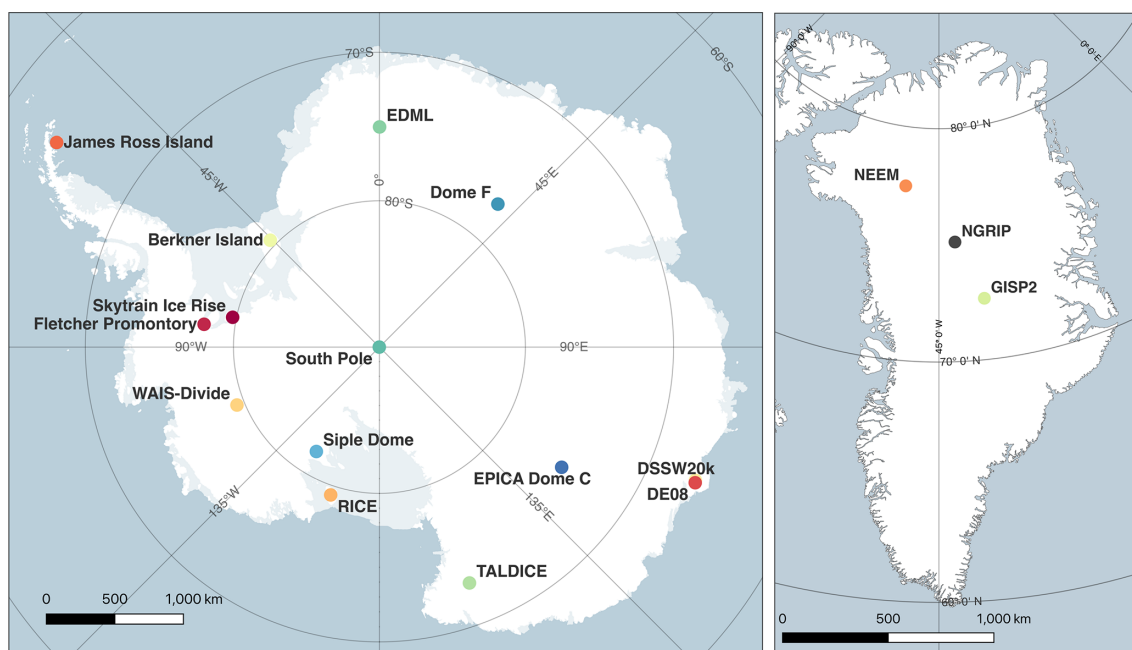 70°S
60°S
EDML
James Ross Island
45°W
0°
45°E
Dome F
80°S
Berkner Island
Skytrain Ice Rise
Fletcher Promontory
90°W
South Pole
90°E
WAIS-Divide
Siple Dome
DSSW20k
EPICA Dome C
DE08
135°W
RICE
135°E
TALDICE
0 500 1,000 km
90°0'W
0°0'E
80° 0' N
NEEM
NGRIP
GISP2
45°0'W
70° 0' N
60° 0' N
0 500 1,000 km